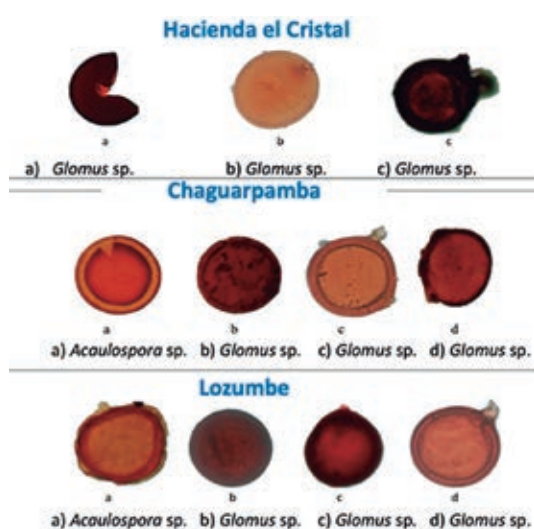 Hacienda el Cristal
a b c
a) Glomus sp. b) Glomus sp. c) Glomus sp.
Chaguarpamba
a b c d
a) Acaulospora sp. b) Glomus sp. c) Glomus sp. d) Glomus sp.
Lozumbe
a b c d
a) Acaulospora sp. b) Glomus sp. c) Glomus sp. d) Glomus sp.